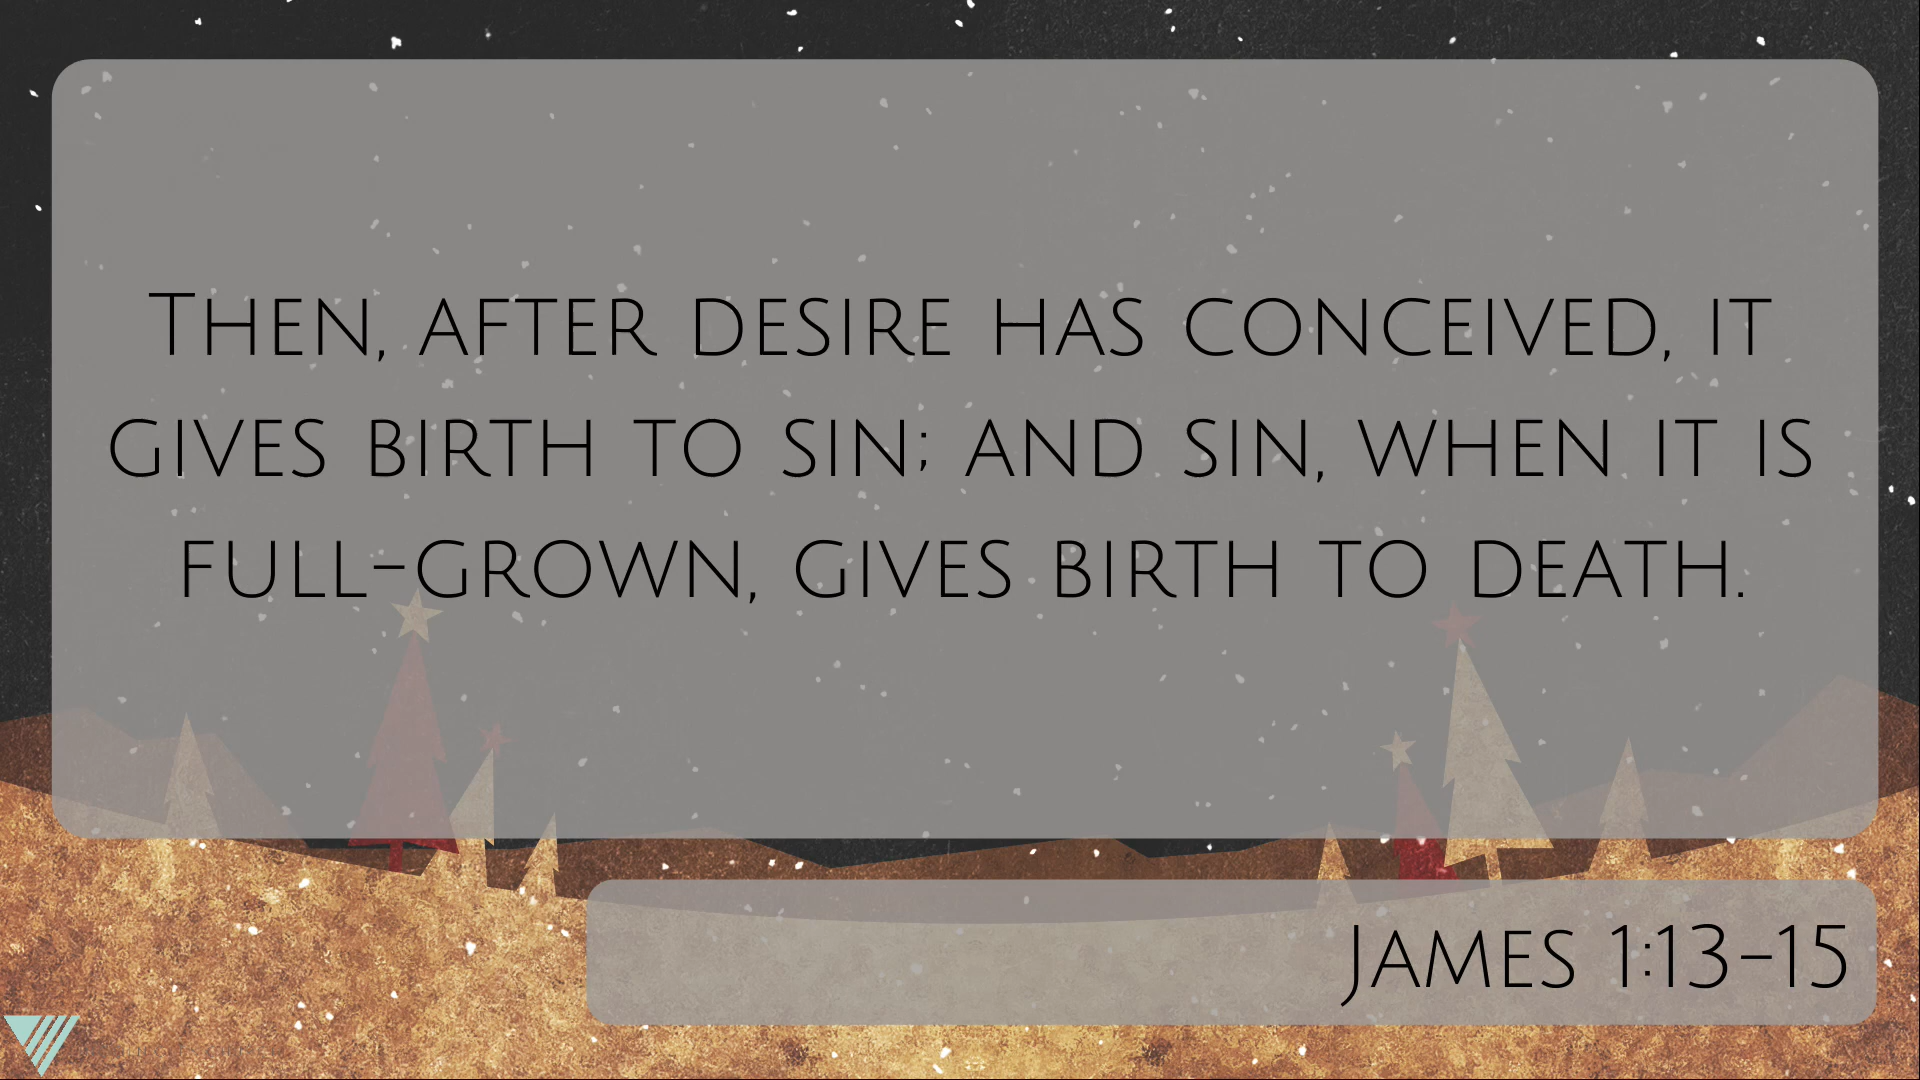 Then, after desire has conceived, it
gives birth to sin; and sin, when it is
full-grown, gives birth to death.
James 1:13-15